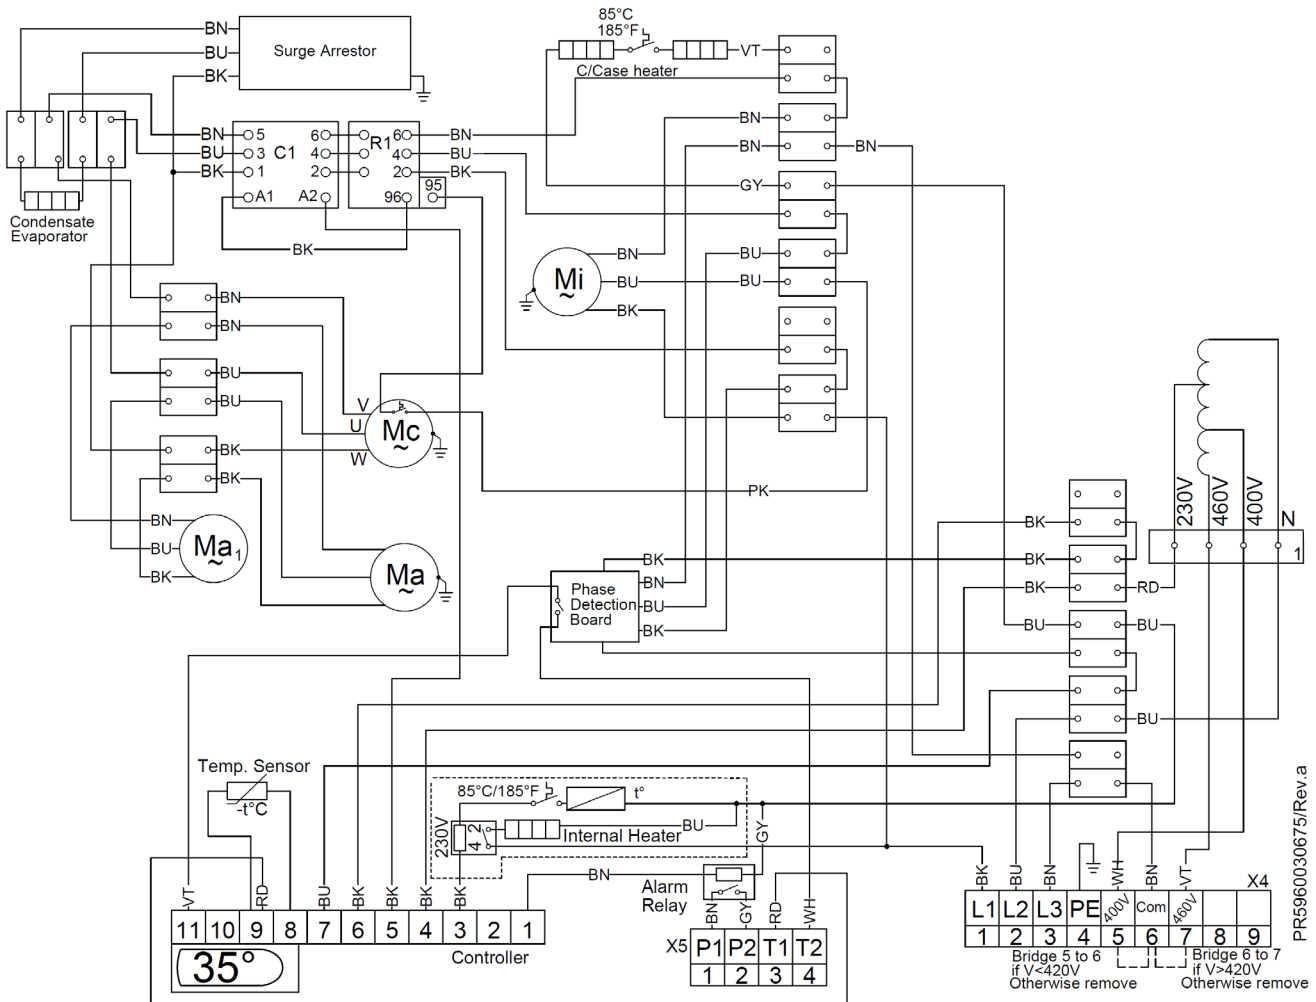 85°C
185°F
BN
BU
BK
Surge Arrestor
VT
C/Case heater
BN
BU
BK
5
3
1
A1
C1
6
4
2
A2
R1
6
4
2
96
95
BN
BU
BK
BN
BN
BN
GY
Condensate
Evaporator
BK
BU
BU
Mi
~
BN
BU
BK
BN
BN
BU
BU
V
U
W
Mc
~
BK
BK
PK
230V
460V
400V
N
1
BN
BU
BK
Ma1
~
Ma
~
Phase
Detection
Board
BK
BN
BU
BK
BK
BK
BK
RD
BU
BU
BU
Temp. Sensor
-t°C
85°C/185°F
t°
230V
2
4
Internal Heater
BU
GY
BN
Alarm
Relay
BN
GY
RD
WH
VT
RD
BU
BK
BK
BK
BK
11
10
9
8
7
6
5
4
3
2
1
35°
Controller
X5
P1
P2
T1
T2
1
2
3
4
BK
BU
BN
WH
BN
VT
X4
L1
L2
L3
PE
400V
Com
460V
1
2
3
4
5
6
7
8
9
Bridge 5 to 6
if V<420V
Otherwise remove
Bridge 6 to 7
if V>420V
Otherwise remove
PR5960030675/Rev.a